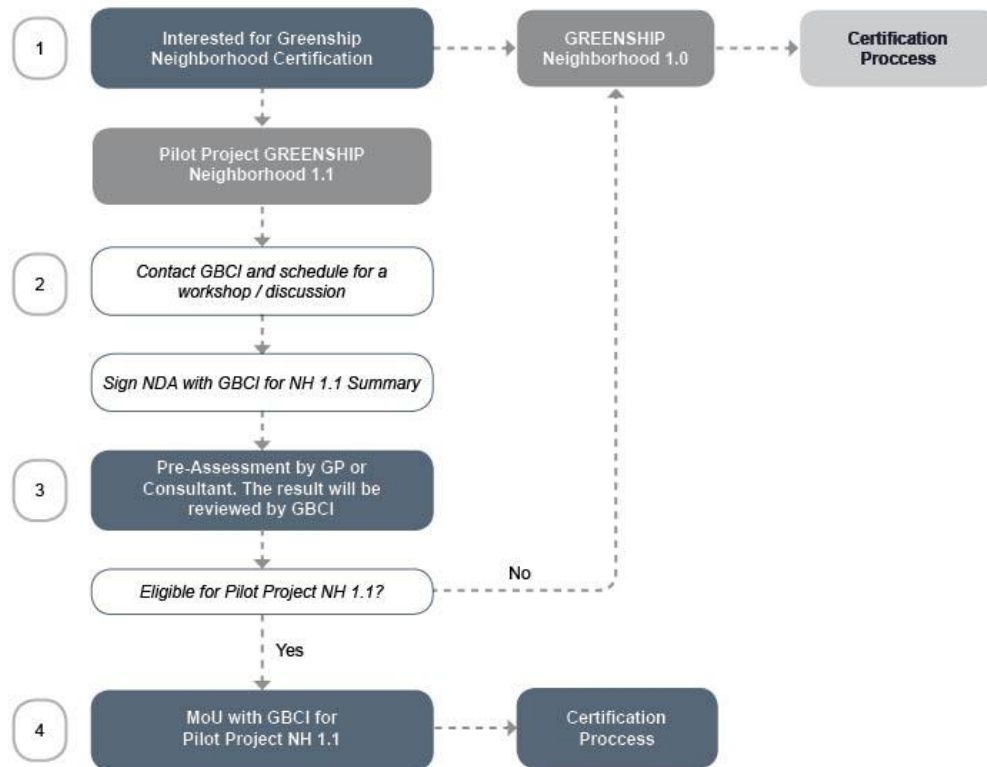 1
Interested for Greenship
Neighborhood Certification
GREENSHIP
Neighborhood 1.0
Certification
Proccess
Pilot Project GREENSHIP
Neighborhood 1.1
2
Contact GBCI and schedule for a
workshop / discussion
Sign NDA with GBCI for NH 1.1 Summary
3
Pre-Assessment by GP or
Consultant. The result will be
reviewed by GBCI
Eligible for Pilot Project NH 1.1?
No
Yes
4
MoU with GBCI for
Pilot Project NH 1.1
Certification
Proccess